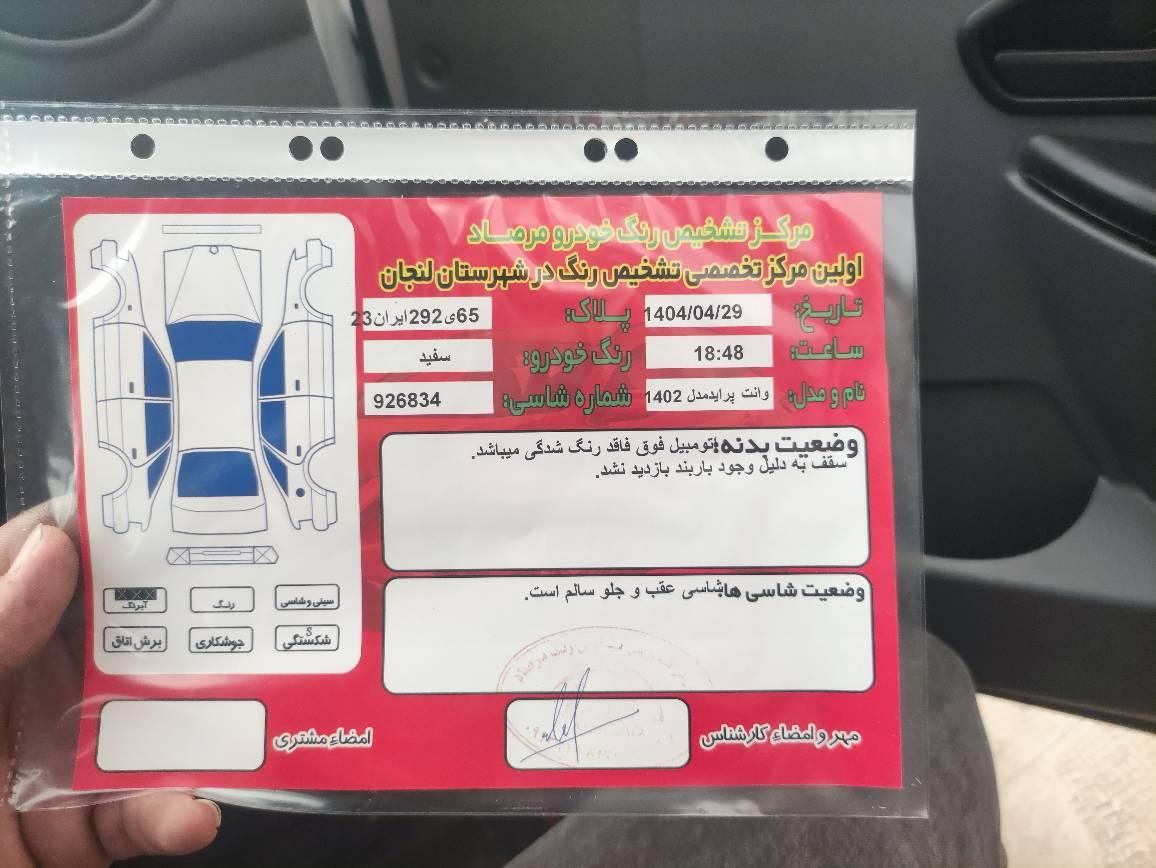 مرکز تشخیص رنگ خودرو مرصاد
اولین مرکز تخصصی تشخیص رنگ در شهرستان لنجان
تاریخ: 1404/04/29 پلاک: 65ی292ایران23
ساعت: 18:48 رنگ خودرو: سفید
نام و مدل: وانت پرایدمدل 1402 شماره شاسی: 926834
وضعیت بدنه: اتومبیل فوق فاقد رنگ شدگی میباشد.
سقف به دلیل وجود باربند بازدید نشد.
وضعیت شاسی ها: شاسی عقب و جلو سالم است.
سینی و شاسی رنگ آبرنگ
S
شکستگی جوشکاری برش اتاق
مهر و امضاء کارشناس امضاء مشتری